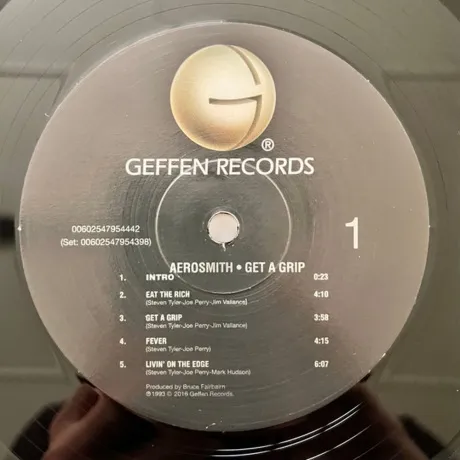 ®
GEFFEN RECORDS
00602547954442
(Set: 00602547954398)
1
AEROSMITH • GET A GRIP
1. INTRO 0:23
2. EAT THE RICH 4:10
(Steven Tyler-Joe Perry-Jim Vallance)
3. GET A GRIP 3:58
(Steven Tyler-Joe Perry-Jim Vallance)
4. FEVER 4:15
(Steven Tyler-Joe Perry)
5. LIVIN' ON THE EDGE 6:07
(Steven Tyler-Joe Perry-Mark Hudson)
Produced by Bruce Fairbairn
℗1993 © 2016 Geffen Records.